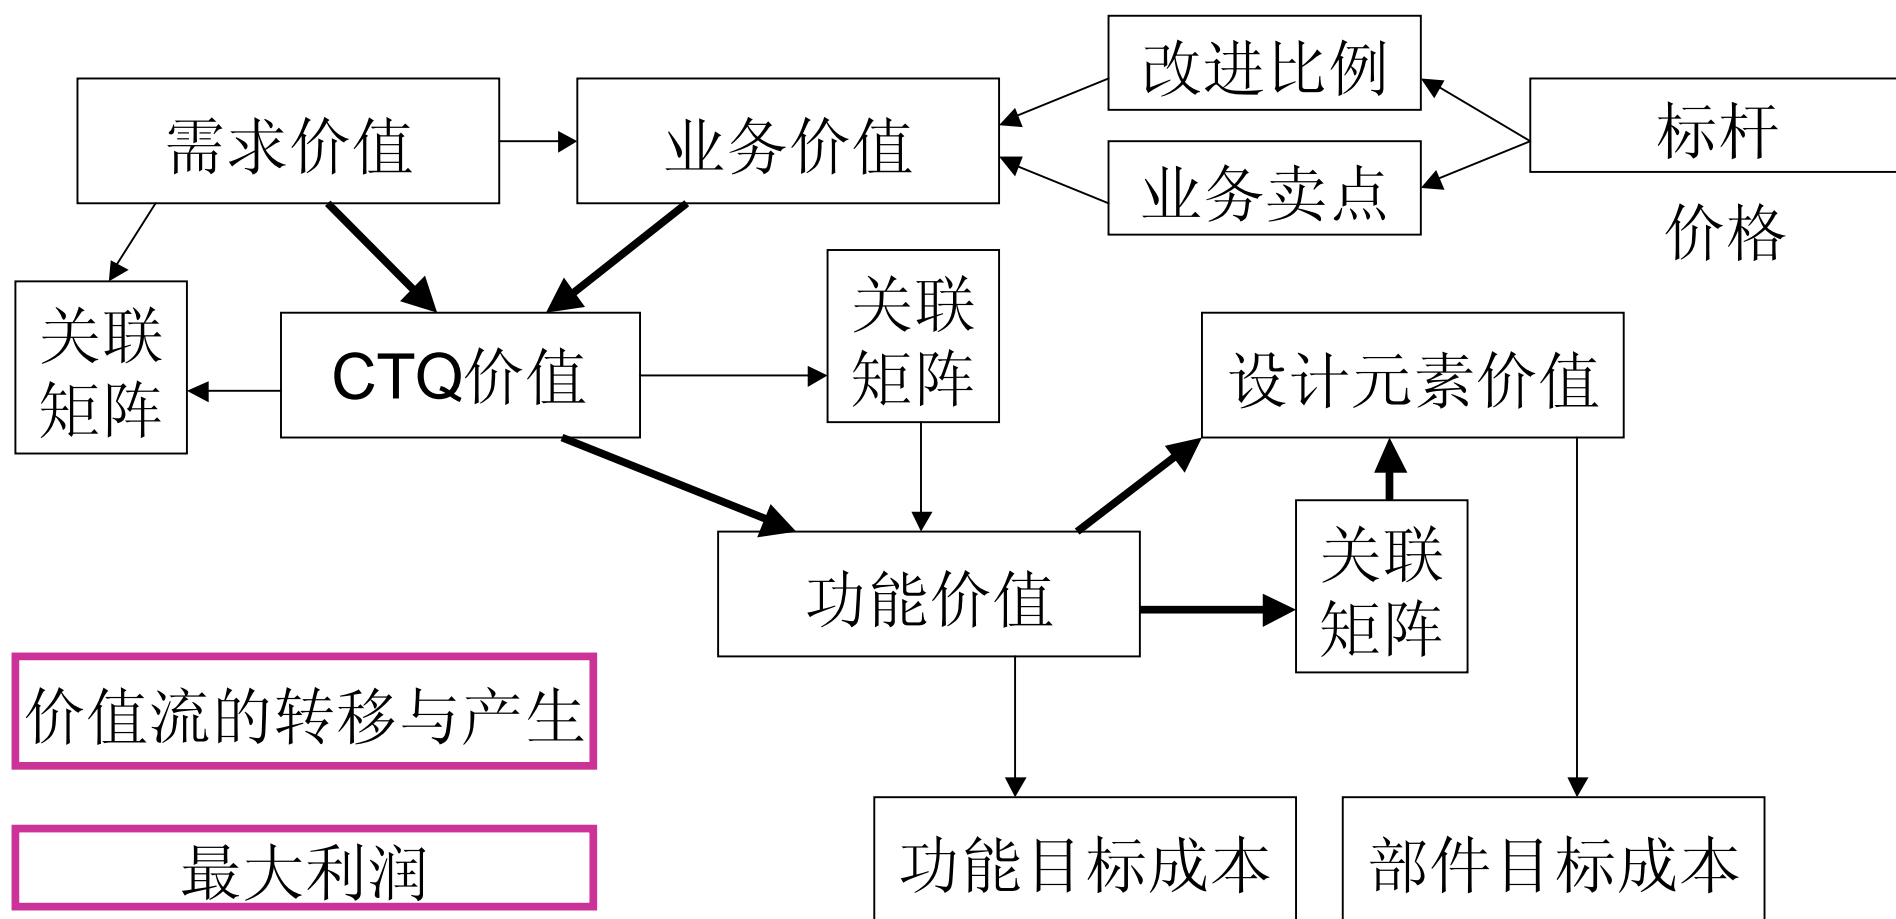 改进比例
需求价值
业务价值
标杆
业务卖点
价格
关联
矩阵
关联
矩阵
CTQ价值
设计元素价值
功能价值
关联
矩阵
价值流的转移与产生
最大利润
功能目标成本
部件目标成本